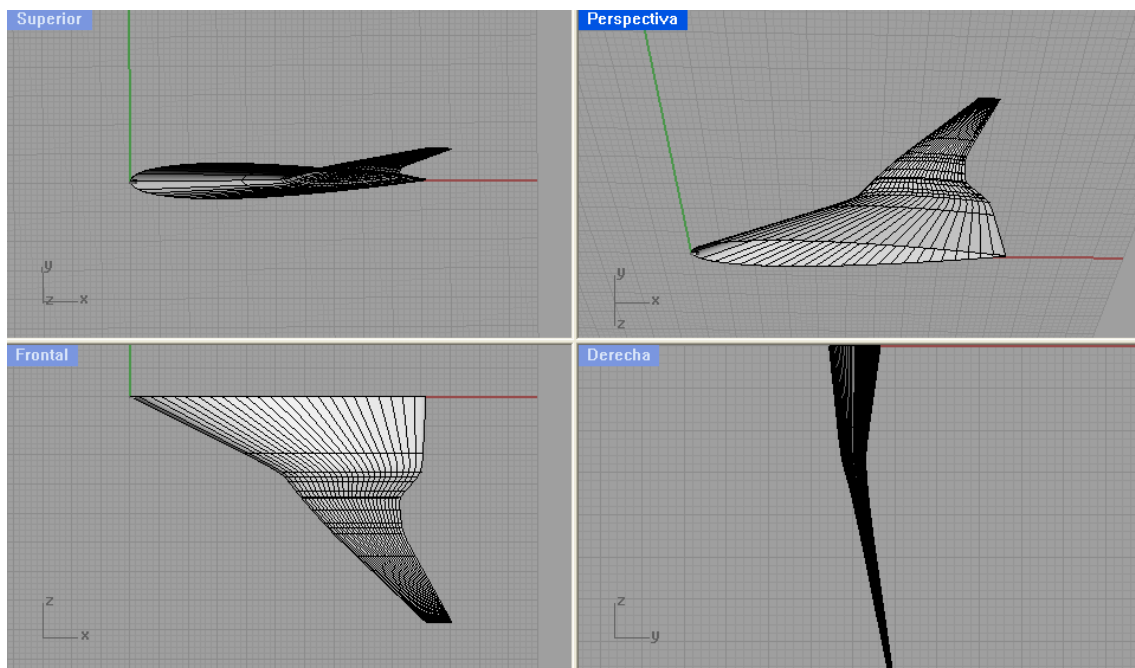 Superior
Perspectiva
y
z x
y
x
z
Frontal
Derecha
z
x
z
y